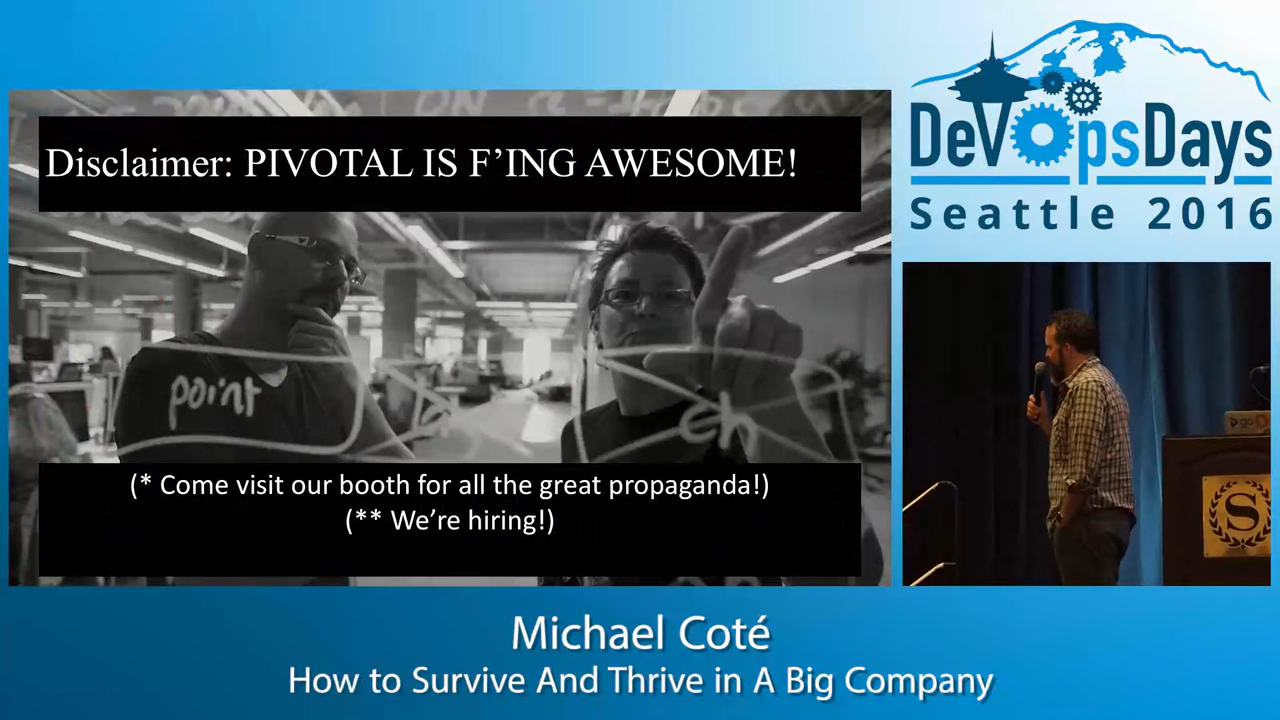 Disclaimer: PIVOTAL IS F’ING AWESOME!
point
ch
(* Come visit our booth for all the great propaganda!)
(** We’re hiring!)
DevOpsDays
Seattle 2016
S
Michael Coté
How to Survive And Thrive in A Big Company